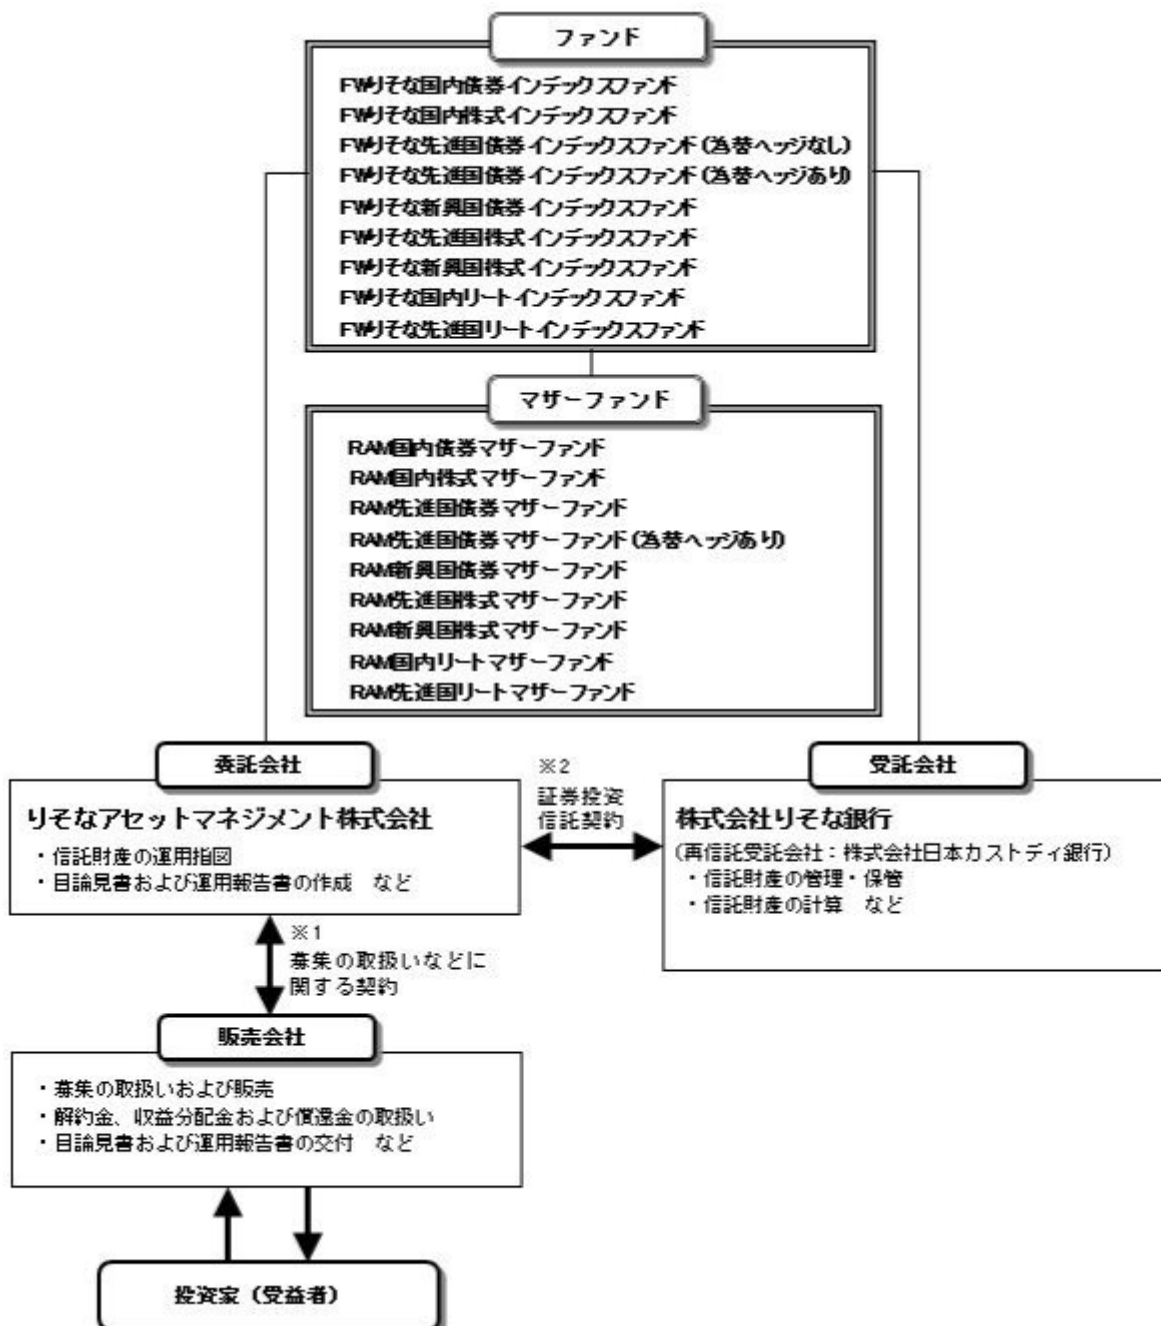 ファンド
FWりそな国内債券インデックスファンド
FWりそな国内株式インデックスファンド
FWりそな先進国債券インデックスファンド(為替ヘッジなし)
FWりそな先進国債券インデックスファンド(為替ヘッジあり)
FWりそな新興国債券インデックスファンド
FWりそな先進国株式インデックスファンド
FWりそな新興国株式インデックスファンド
FWりそな国内リートインデックスファンド
FWりそな先進国リートインデックスファンド
マザーファンド
RAM国内債券マザーファンド
RAM国内株式マザーファンド
RAM先進国債券マザーファンド
RAM先進国債券マザーファンド(為替ヘッジあり)
RAM新興国債券マザーファンド
RAM先進国株式マザーファンド
RAM新興国株式マザーファンド
RAM国内リートマザーファンド
RAM先進国リートマザーファンド
委託会社
りそなアセットマネジメント株式会社
・信託財産の運用指図
・目論見書および運用報告書の作成 など
※2
証券投資
信託契約
受託会社
株式会社りそな銀行
(再信託受託会社:株式会社日本カストディ銀行)
・信託財産の管理・保管
・信託財産の計算 など
※1
募集の取扱いなどに
関する契約
販売会社
・募集の取扱いおよび販売
・解約金、収益分配金および償還金の取扱い
・目論見書および運用報告書の交付 など
投資家(受益者)